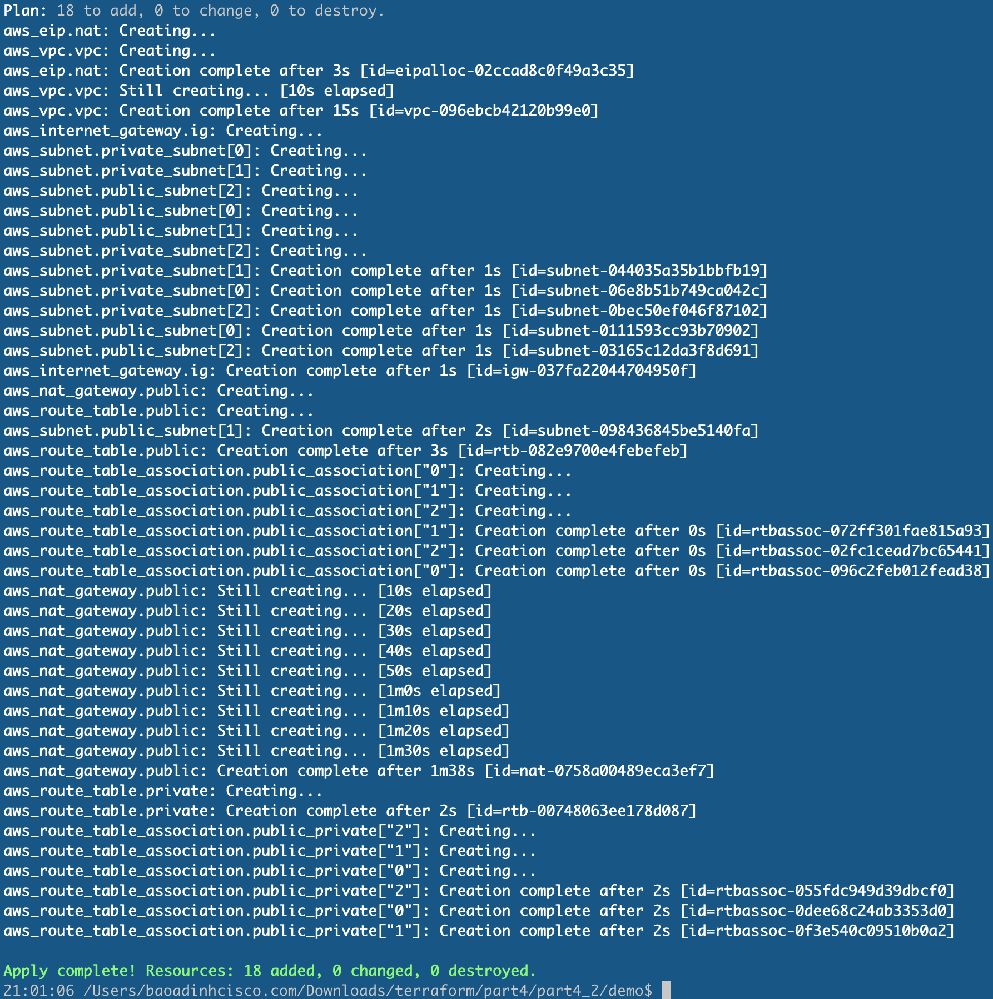 Plan: 18 to add, 0 to change, 0 to destroy.
aws_eip.nat: Creating...
aws_vpc.vpc: Creating...
aws_eip.nat: Creation complete after 3s [id=eipalloc-02ccad8c0f49a3c35]
aws_vpc.vpc: Still creating... [10s elapsed]
aws_vpc.vpc: Creation complete after 15s [id=vpc-096ebcb42120b99e0]
aws_internet_gateway.ig: Creating...
aws_subnet.private_subnet[0]: Creating...
aws_subnet.private_subnet[1]: Creating...
aws_subnet.public_subnet[2]: Creating...
aws_subnet.public_subnet[0]: Creating...
aws_subnet.public_subnet[1]: Creating...
aws_subnet.private_subnet[2]: Creating...
aws_subnet.private_subnet[1]: Creation complete after 1s [id=subnet-044035a35b1bbfb19]
aws_subnet.private_subnet[0]: Creation complete after 1s [id=subnet-06e8b51b749ca042c]
aws_subnet.private_subnet[2]: Creation complete after 1s [id=subnet-0bec50ef046f87102]
aws_subnet.public_subnet[0]: Creation complete after 1s [id=subnet-0111593cc93b70902]
aws_subnet.public_subnet[2]: Creation complete after 1s [id=subnet-03165c12da3f8d691]
aws_internet_gateway.ig: Creation complete after 1s [id=igw-037fa22044704950f]
aws_nat_gateway.public: Creating...
aws_route_table.public: Creating...
aws_subnet.public_subnet[1]: Creation complete after 2s [id=subnet-098436845be5140fa]
aws_route_table.public: Creation complete after 3s [id=rtb-082e9700e4febefeb]
aws_route_table_association.public_association["0"]: Creating...
aws_route_table_association.public_association["1"]: Creating...
aws_route_table_association.public_association["2"]: Creating...
aws_route_table_association.public_association["1"]: Creation complete after 0s [id=rtbassoc-072ff301fae815a93]
aws_route_table_association.public_association["2"]: Creation complete after 0s [id=rtbassoc-02fc1cead7bc65441]
aws_route_table_association.public_association["0"]: Creation complete after 0s [id=rtbassoc-096c2feb012fead38]
aws_nat_gateway.public: Still creating... [10s elapsed]
aws_nat_gateway.public: Still creating... [20s elapsed]
aws_nat_gateway.public: Still creating... [30s elapsed]
aws_nat_gateway.public: Still creating... [40s elapsed]
aws_nat_gateway.public: Still creating... [50s elapsed]
aws_nat_gateway.public: Still creating... [1m0s elapsed]
aws_nat_gateway.public: Still creating... [1m10s elapsed]
aws_nat_gateway.public: Still creating... [1m20s elapsed]
aws_nat_gateway.public: Still creating... [1m30s elapsed]
aws_nat_gateway.public: Creation complete after 1m38s [id=nat-0758a00489eca3ef7]
aws_route_table.private: Creating...
aws_route_table.private: Creation complete after 2s [id=rtb-00748063ee178d087]
aws_route_table_association.public_private["2"]: Creating...
aws_route_table_association.public_private["1"]: Creating...
aws_route_table_association.public_private["0"]: Creating...
aws_route_table_association.public_private["2"]: Creation complete after 2s [id=rtbassoc-055fdc949d39dbcf0]
aws_route_table_association.public_private["0"]: Creation complete after 2s [id=rtbassoc-0dee68c24ab3353d0]
aws_route_table_association.public_private["1"]: Creation complete after 2s [id=rtbassoc-0f3e540c09510b0a2]
Apply complete! Resources: 18 added, 0 changed, 0 destroyed.
21:01:06 /Users/baoadinhcisco.com/Downloads/terraform/part4/part4_2/demo$